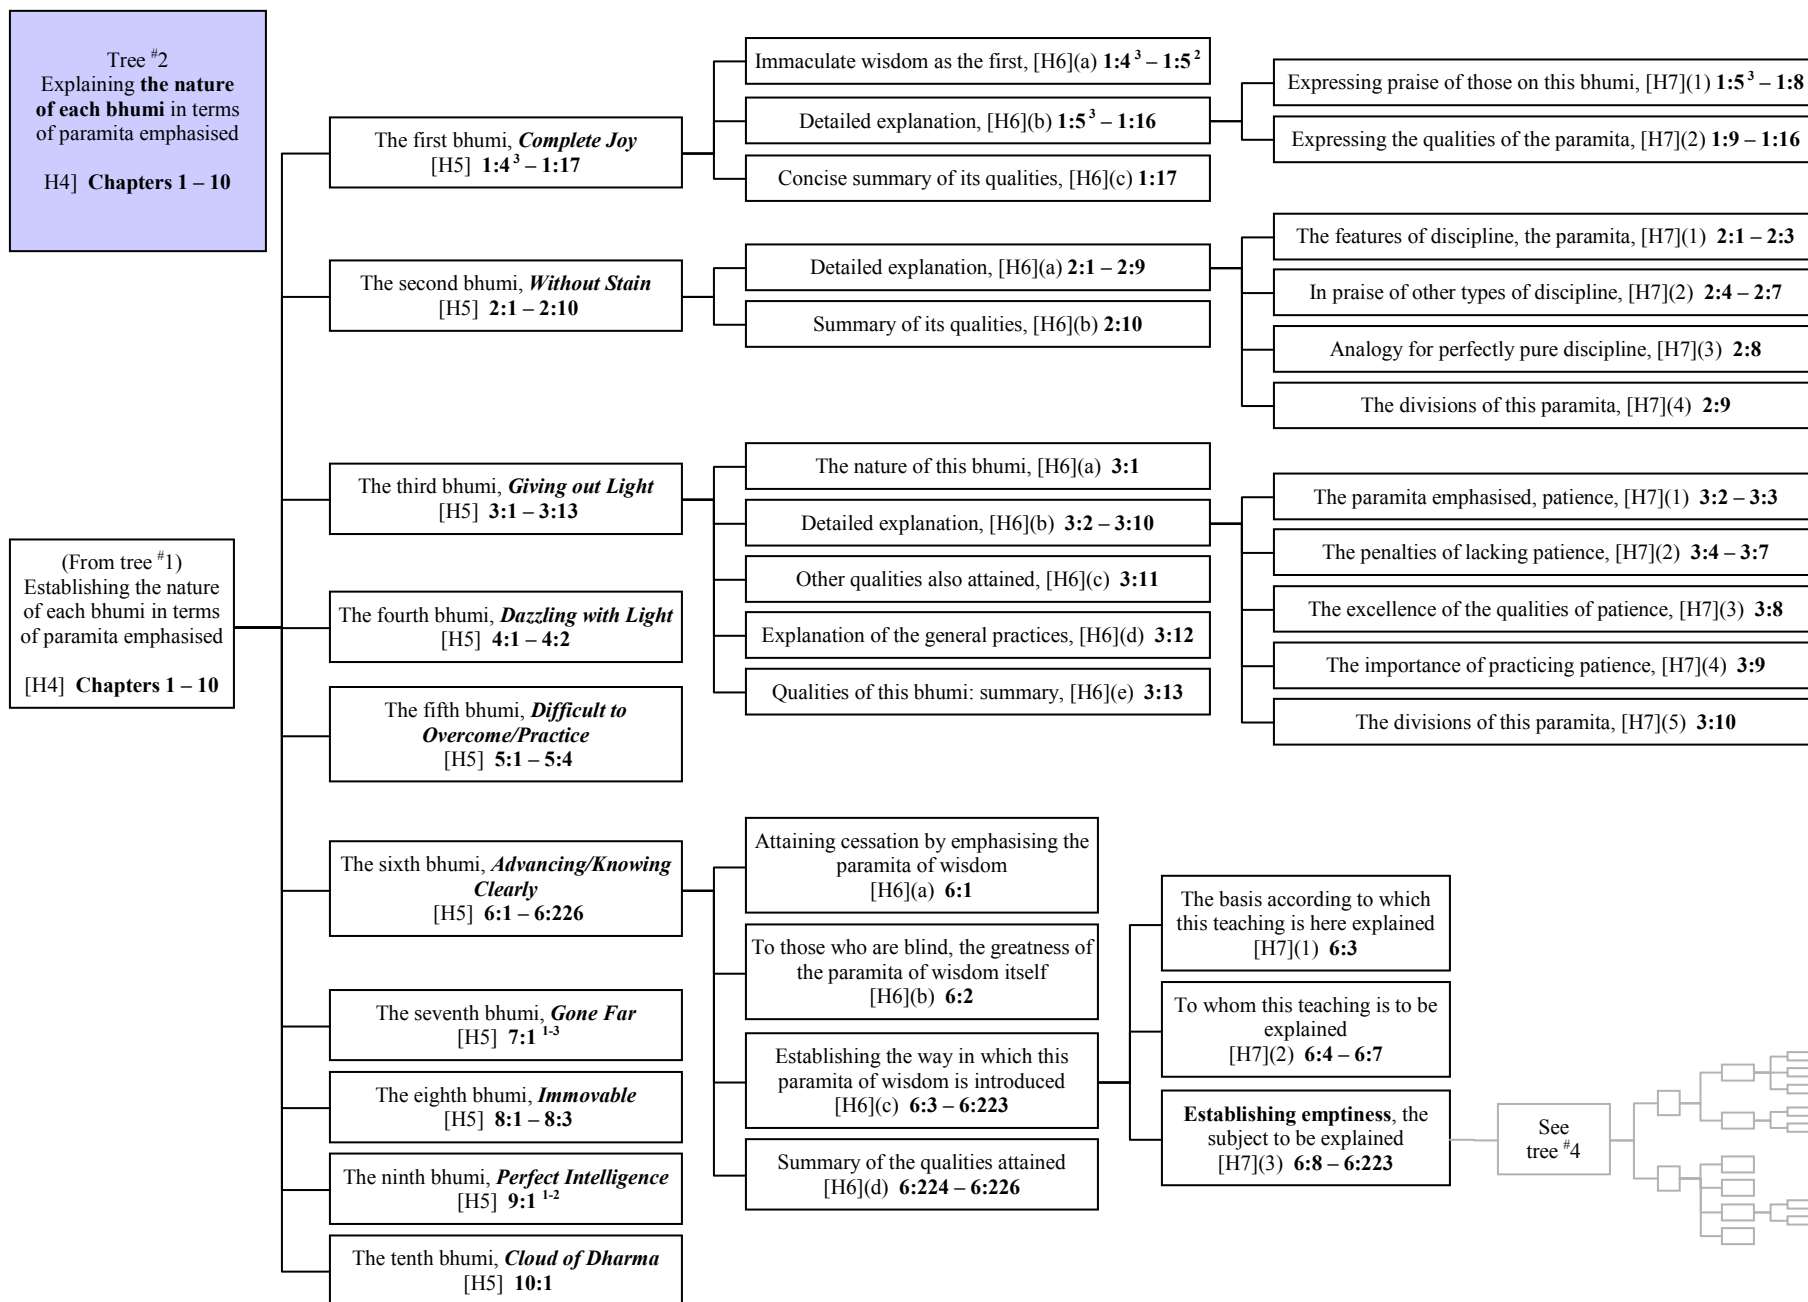 Tree #2
Explaining the nature
of each bhumi in terms
of paramita emphasised
H4] Chapters 1 – 10
(From tree #1)
Establishing the nature
of each bhumi in terms
of paramita emphasised
[H4] Chapters 1 – 10
The first bhumi, Complete Joy
[H5] 1:4 3 – 1:17
Immaculate wisdom as the first, [H6](a) 1:4 3 – 1:5 2
Detailed explanation, [H6](b) 1:5 3 – 1:16
Concise summary of its qualities, [H6](c) 1:17
Expressing praise of those on this bhumi, [H7](1) 1:5 3 – 1:8
Expressing the qualities of the paramita, [H7](2) 1:9 – 1:16
The second bhumi, Without Stain
[H5] 2:1 – 2:10
Detailed explanation, [H6](a) 2:1 – 2:9
Summary of its qualities, [H6](b) 2:10
The features of discipline, the paramita, [H7](1) 2:1 – 2:3
In praise of other types of discipline, [H7](2) 2:4 – 2:7
Analogy for perfectly pure discipline, [H7](3) 2:8
The divisions of this paramita, [H7](4) 2:9
The third bhumi, Giving out Light
[H5] 3:1 – 3:13
The nature of this bhumi, [H6](a) 3:1
Detailed explanation, [H6](b) 3:2 – 3:10
Other qualities also attained, [H6](c) 3:11
Explanation of the general practices, [H6](d) 3:12
Qualities of this bhumi: summary, [H6](e) 3:13
The paramita emphasised, patience, [H7](1) 3:2 – 3:3
The penalties of lacking patience, [H7](2) 3:4 – 3:7
The excellence of the qualities of patience, [H7](3) 3:8
The importance of practicing patience, [H7](4) 3:9
The divisions of this paramita, [H7](5) 3:10
The fourth bhumi, Dazzling with Light
[H5] 4:1 – 4:2
The fifth bhumi, Difficult to
Overcome/Practice
[H5] 5:1 – 5:4
The sixth bhumi, Advancing/Knowing
Clearly
[H5] 6:1 – 6:226
Attaining cessation by emphasising the
paramita of wisdom
[H6](a) 6:1
To those who are blind, the greatness of
the paramita of wisdom itself
[H6](b) 6:2
Establishing the way in which this
paramita of wisdom is introduced
[H6](c) 6:3 – 6:223
Summary of the qualities attained
[H6](d) 6:224 – 6:226
The basis according to which
this teaching is here explained
[H7](1) 6:3
To whom this teaching is to be
explained
[H7](2) 6:4 – 6:7
Establishing emptiness, the
subject to be explained
[H7](3) 6:8 – 6:223
See
tree #4
The seventh bhumi, Gone Far
[H5] 7:1 1-3
The eighth bhumi, Immovable
[H5] 8:1 – 8:3
The ninth bhumi, Perfect Intelligence
[H5] 9:1 1-2
The tenth bhumi, Cloud of Dharma
[H5] 10:1